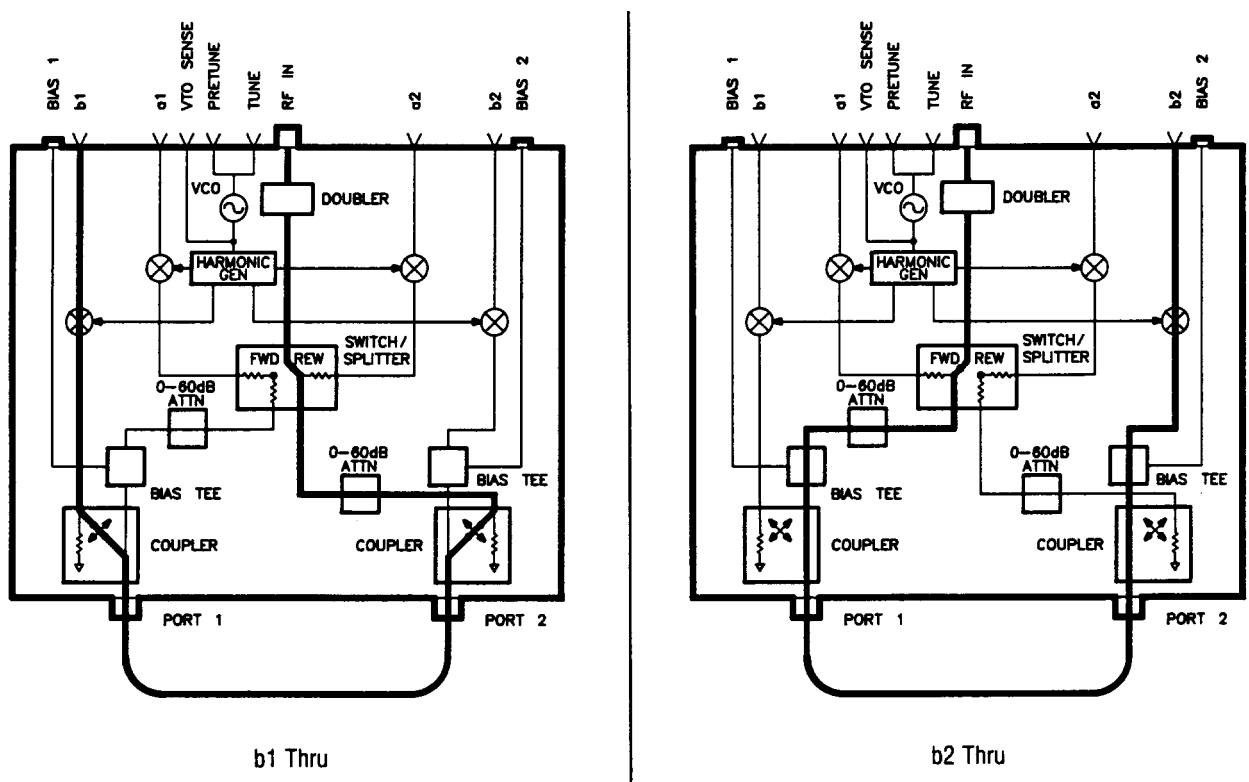 BIAS 1
b1
a1
VTO SENSE
PRETUNE
TUNE
RF IN
a2
b2
BIAS 2
VCO
DOUBLER
HARMONIC
GEN
SWITCH/
SPLITTER
FWD REW
0-60dB
ATTN
0-60dB
ATTN
BIAS TEE
BIAS TEE
COUPLER
COUPLER
PORT 1
PORT 2
b1 Thru
BIAS 1
b1
a1
VTO SENSE
PRETUNE
TUNE
RF IN
a2
b2
BIAS 2
VCO
DOUBLER
HARMONIC
GEN
SWITCH/
SPLITTER
FWD REW
0-60dB
ATTN
0-60dB
ATTN
BIAS TEE
BIAS TEE
COUPLER
COUPLER
PORT 1
PORT 2
b2 Thru